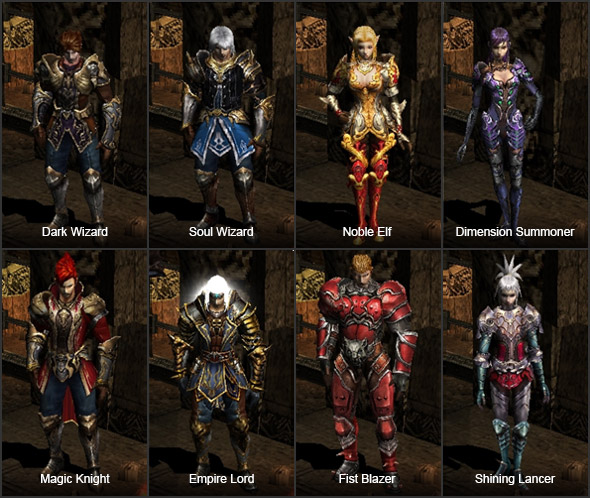 Dark Wizard
Soul Wizard
Noble Elf
Dimension Summoner
Magic Knight
Empire Lord
Fist Blazer
Shining Lancer